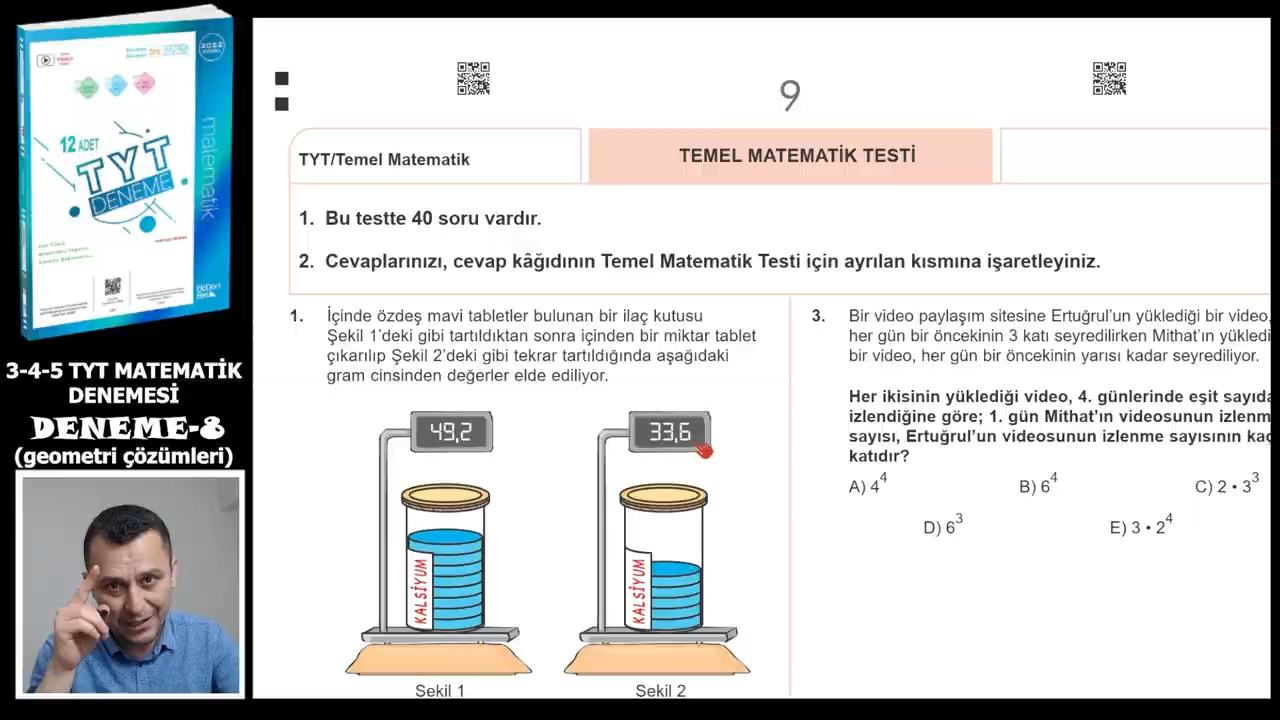 12 ADET
TYT
DENEME
matematik
3-4-5 TYT MATEMATİK
DENEMESİ
DENEME-8
(geometri çözümleri)
9
TYT/Temel Matematik
TEMEL MATEMATİK TESTİ
1. Bu testte 40 soru vardır.
2. Cevaplarınızı, cevap kâğıdının Temel Matematik Testi için ayrılan kısmına işaretleyiniz.
1. İçinde özdeş mavi tabletler bulunan bir ilaç kutusu
Şekil 1’deki gibi tartıldıktan sonra içinden bir miktar tablet
çıkarılıp Şekil 2’deki gibi tekrar tartıldığında aşağıdaki
gram cinsinden değerler elde ediliyor.
49,2
33,6
KALSİYUM
KALSİYUM
Şekil 1
Şekil 2
3. Bir video paylaşım sitesine Ertuğrul’un yüklediği bir video,
her gün bir öncekinin 3 katı seyredilirken Mithat’ın yükledi
bir video, her gün bir öncekinin yarısı kadar seyrediliyor.
Her ikisinin yüklediği video, 4. günlerinde eşit sayıda
izlendiğine göre; 1. gün Mithat’ın videosunun izlenm
sayısı, Ertuğrul’un videosunun izlenme sayısının kaç
katıdır?
A) 4⁴ B) 6⁴ C) 2 • 3³
D) 6³ E) 3 • 2⁴